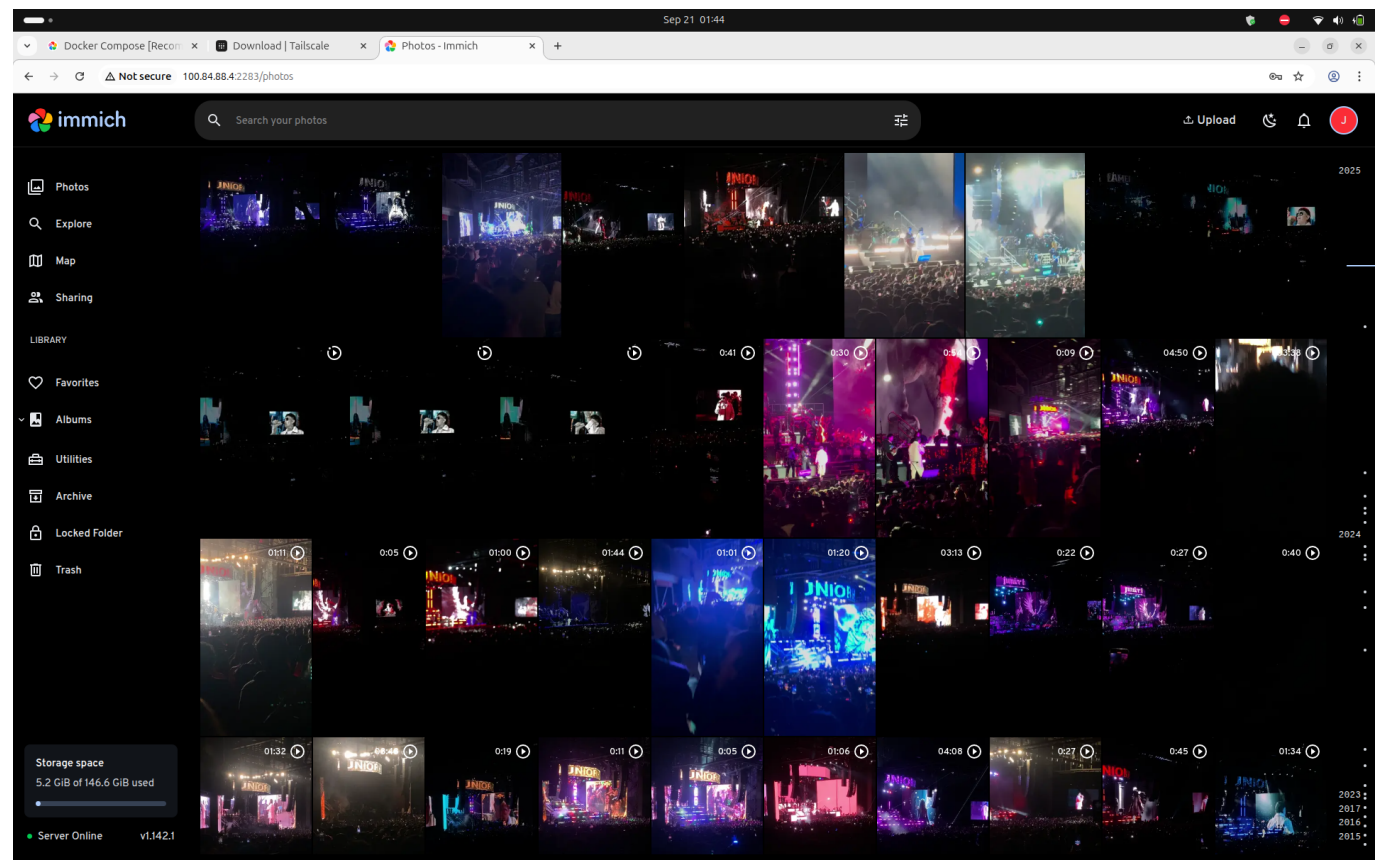 Sep 21 01:44
Docker Compose [Recom
Download | Tailscale
Photos - Immich
Not secure 100.84.88.4:2283/photos
immich
Search your photos
Upload
J
Photos
Explore
Map
Sharing
LIBRARY
Favorites
Albums
Utilities
Archive
Locked Folder
Trash
Storage space
5.2 GiB of 146.6 GiB used
Server Online v1.142.1
2025
JNIOR
0:41 0:30 0:09 04:50
JNIOR
2024
01:11 0:05 01:00 01:44 01:01 01:20 03:13 0:22 0:27 0:40
JNIOR
01:32 0:19 0:11 0:05 01:06 04:08 0:27 0:45 01:34
JNIOR
2023
2017
2016
2015